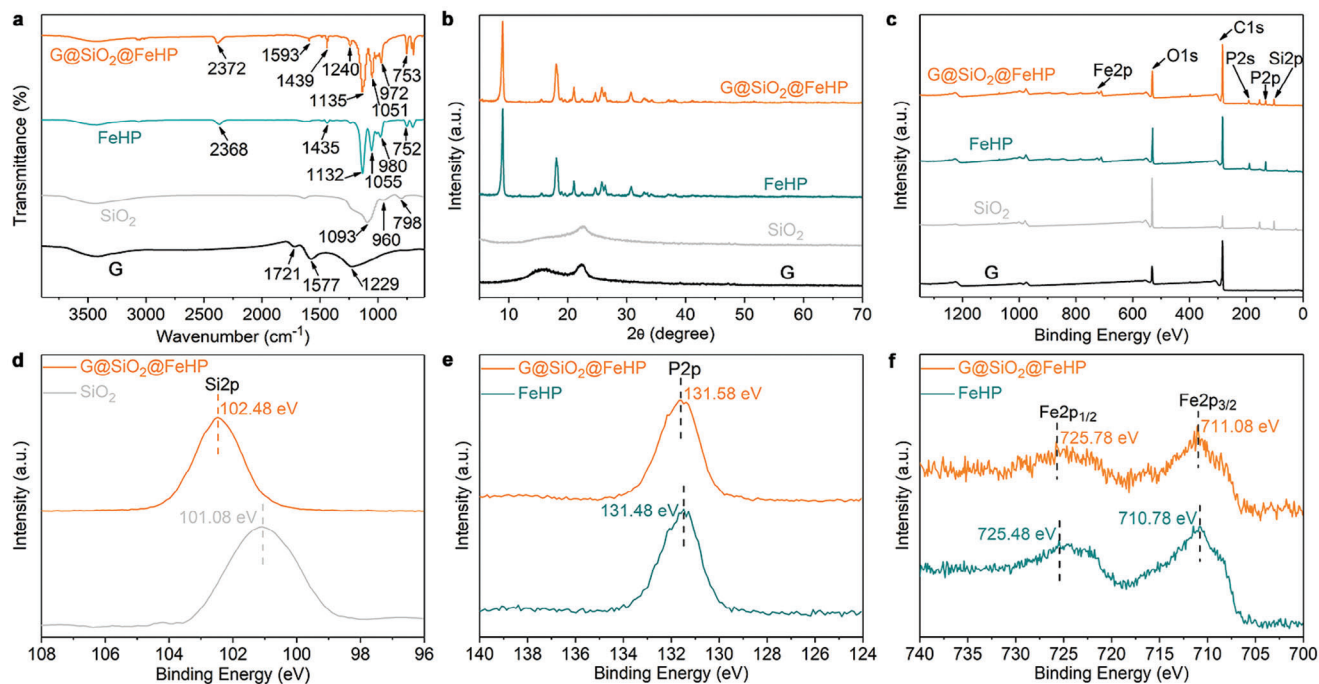 a
G@SiO₂@FeHP
2372
1593
1439
1240
1135
1051
972
753
FeHP
2368
1435
1132
1055
980
752
SiO₂
1093
960
798
G
1721
1577
1229
Transmittance (%)
3500 3000 2500 2000 1500 1000
Wavenumber (cm⁻¹)
b
G@SiO₂@FeHP
FeHP
SiO₂
G
Intensity (a.u.)
10 20 30 40 50 60 70
2θ (degree)
c
C1s
O1s
Fe2p
P2s
P2p
Si2p
G@SiO₂@FeHP
FeHP
SiO₂
G
Intensity (a.u.)
1200 1000 800 600 400 200 0
Binding Energy (eV)
d
G@SiO₂@FeHP
SiO₂
Si2p
102.48 eV
101.08 eV
Intensity (a.u.)
108 106 104 102 100 98 96
Binding Energy (eV)
e
G@SiO₂@FeHP
FeHP
P2p
131.58 eV
131.48 eV
Intensity (a.u.)
140 138 136 134 132 130 128 126 124
Binding Energy (eV)
f
G@SiO₂@FeHP
FeHP
Fe2p₁/₂
Fe2p₃/₂
725.78 eV
711.08 eV
725.48 eV
710.78 eV
Intensity (a.u.)
740 735 730 725 720 715 710 705 700
Binding Energy (eV)